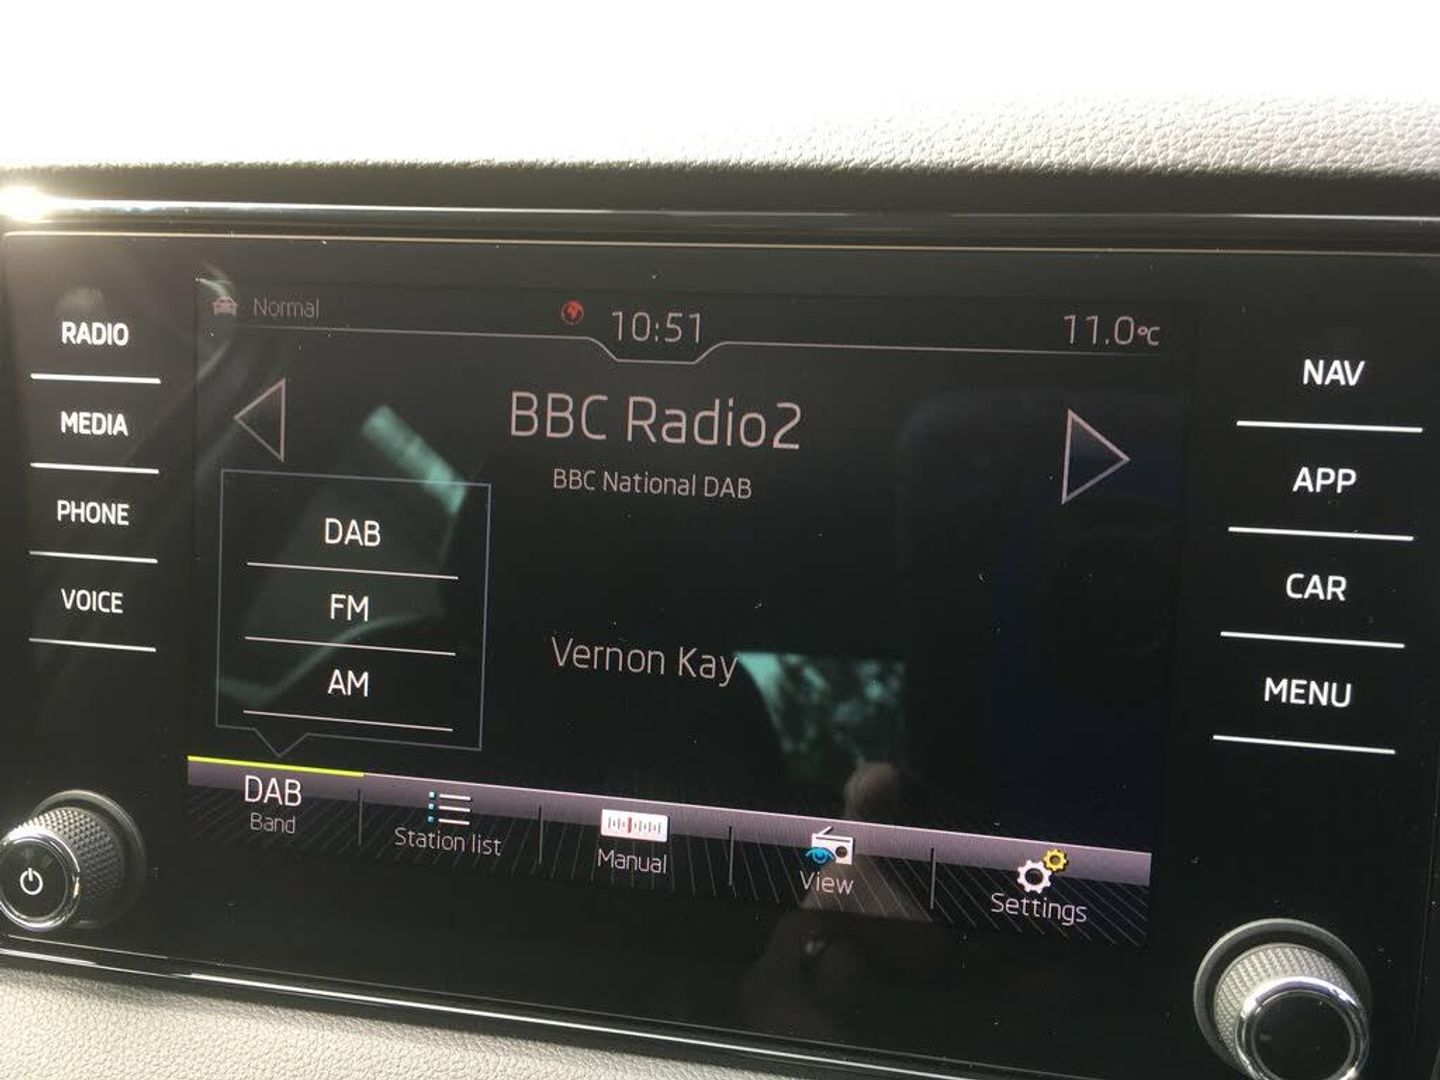 Normal
10:51
11.0°C
RADIO
MEDIA
PHONE
VOICE
BBC Radio2
BBC National DAB
DAB
FM
AM
Vernon Kay
DAB
Band
Station list
Manual
View
Settings
NAV
APP
CAR
MENU